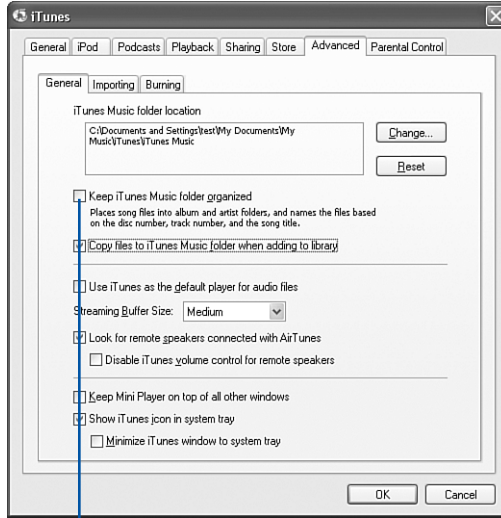 iTunes
General iPod Podcasts Playback Sharing Store Advanced Parental Control
General Importing Burning
iTunes Music folder location
C:\Documents and Settings\test\My Documents\My
Music\iTunes\iTunes Music
Change...
Reset
Keep iTunes Music folder organized
Places song files into album and artist folders, and names the files based
on the disc number, track number, and the song title.
Copy files to iTunes Music folder when adding to library
Use iTunes as the default player for audio files
Streaming Buffer Size: Medium
Look for remote speakers connected with AirTunes
Disable iTunes volume control for remote speakers
Keep Mini Player on top of all other windows
Show iTunes icon in system tray
Minimize iTunes window to system tray
OK Cancel